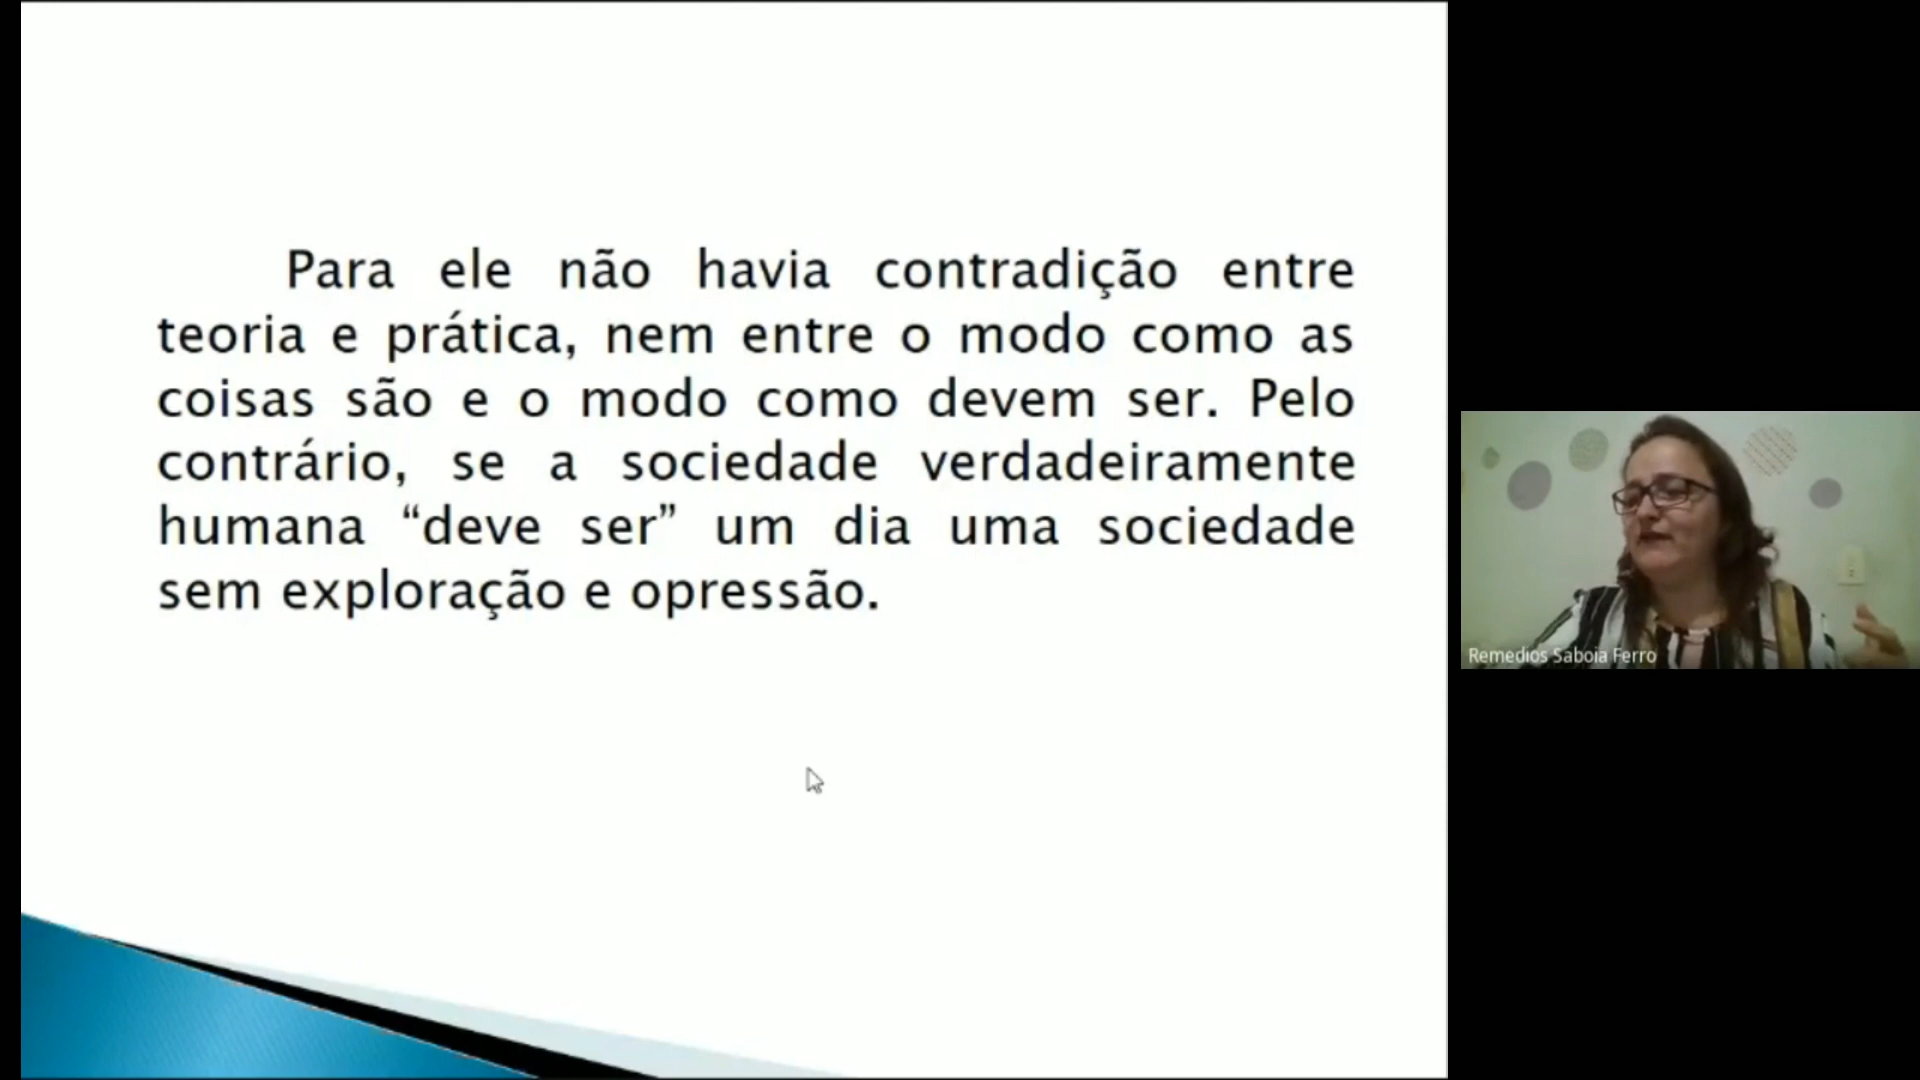 Para ele não havia contradição entre
teoria e prática, nem entre o modo como as
coisas são e o modo como devem ser. Pelo
contrário, se a sociedade verdadeiramente
humana “deve ser” um dia uma sociedade
sem exploração e opressão.
Remedios Saboia Ferro